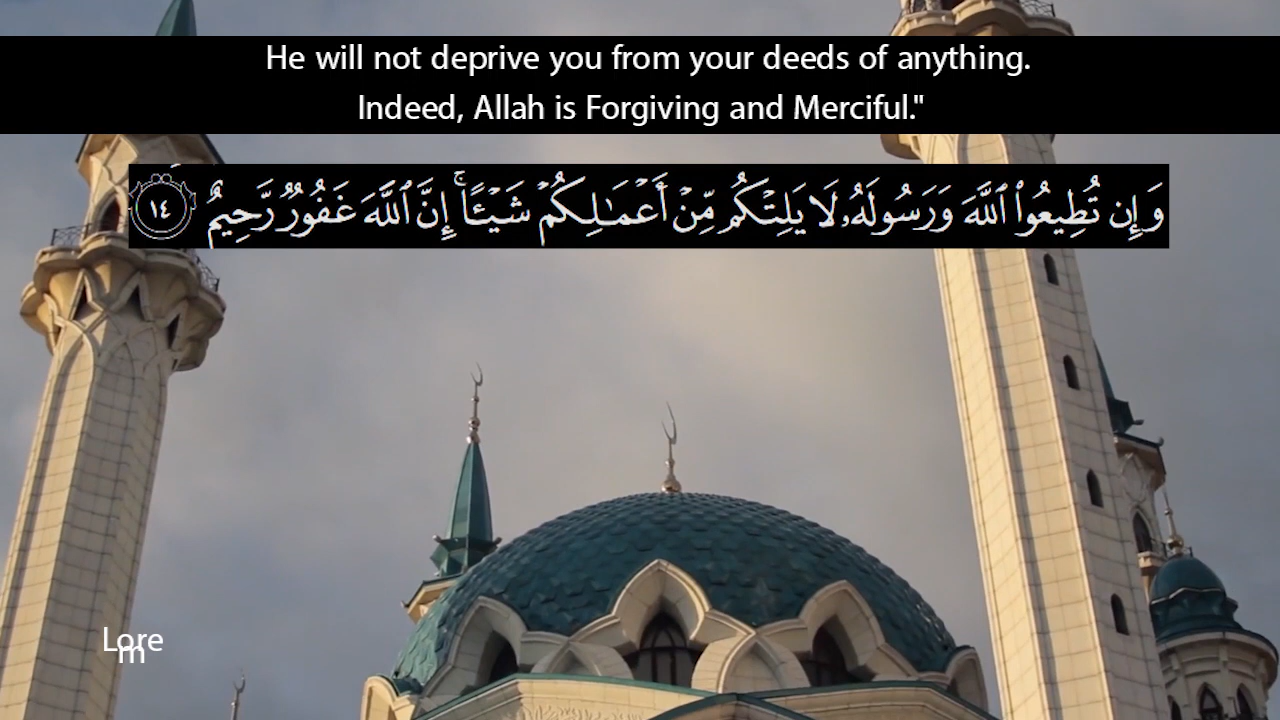 He will not deprive you from your deeds of anything.
Indeed, Allah is Forgiving and Merciful."
وَإِن تُطِيعُوا۟ ٱللَّهَ وَرَسُولَهُۥ لَا يَلِتْكُم مِّنْ أَعْمَـٰلِكُمْ شَيْـًٔا ۚ إِنَّ ٱللَّهَ غَفُورٌ رَّحِيمٌ ١٤
Lore
m